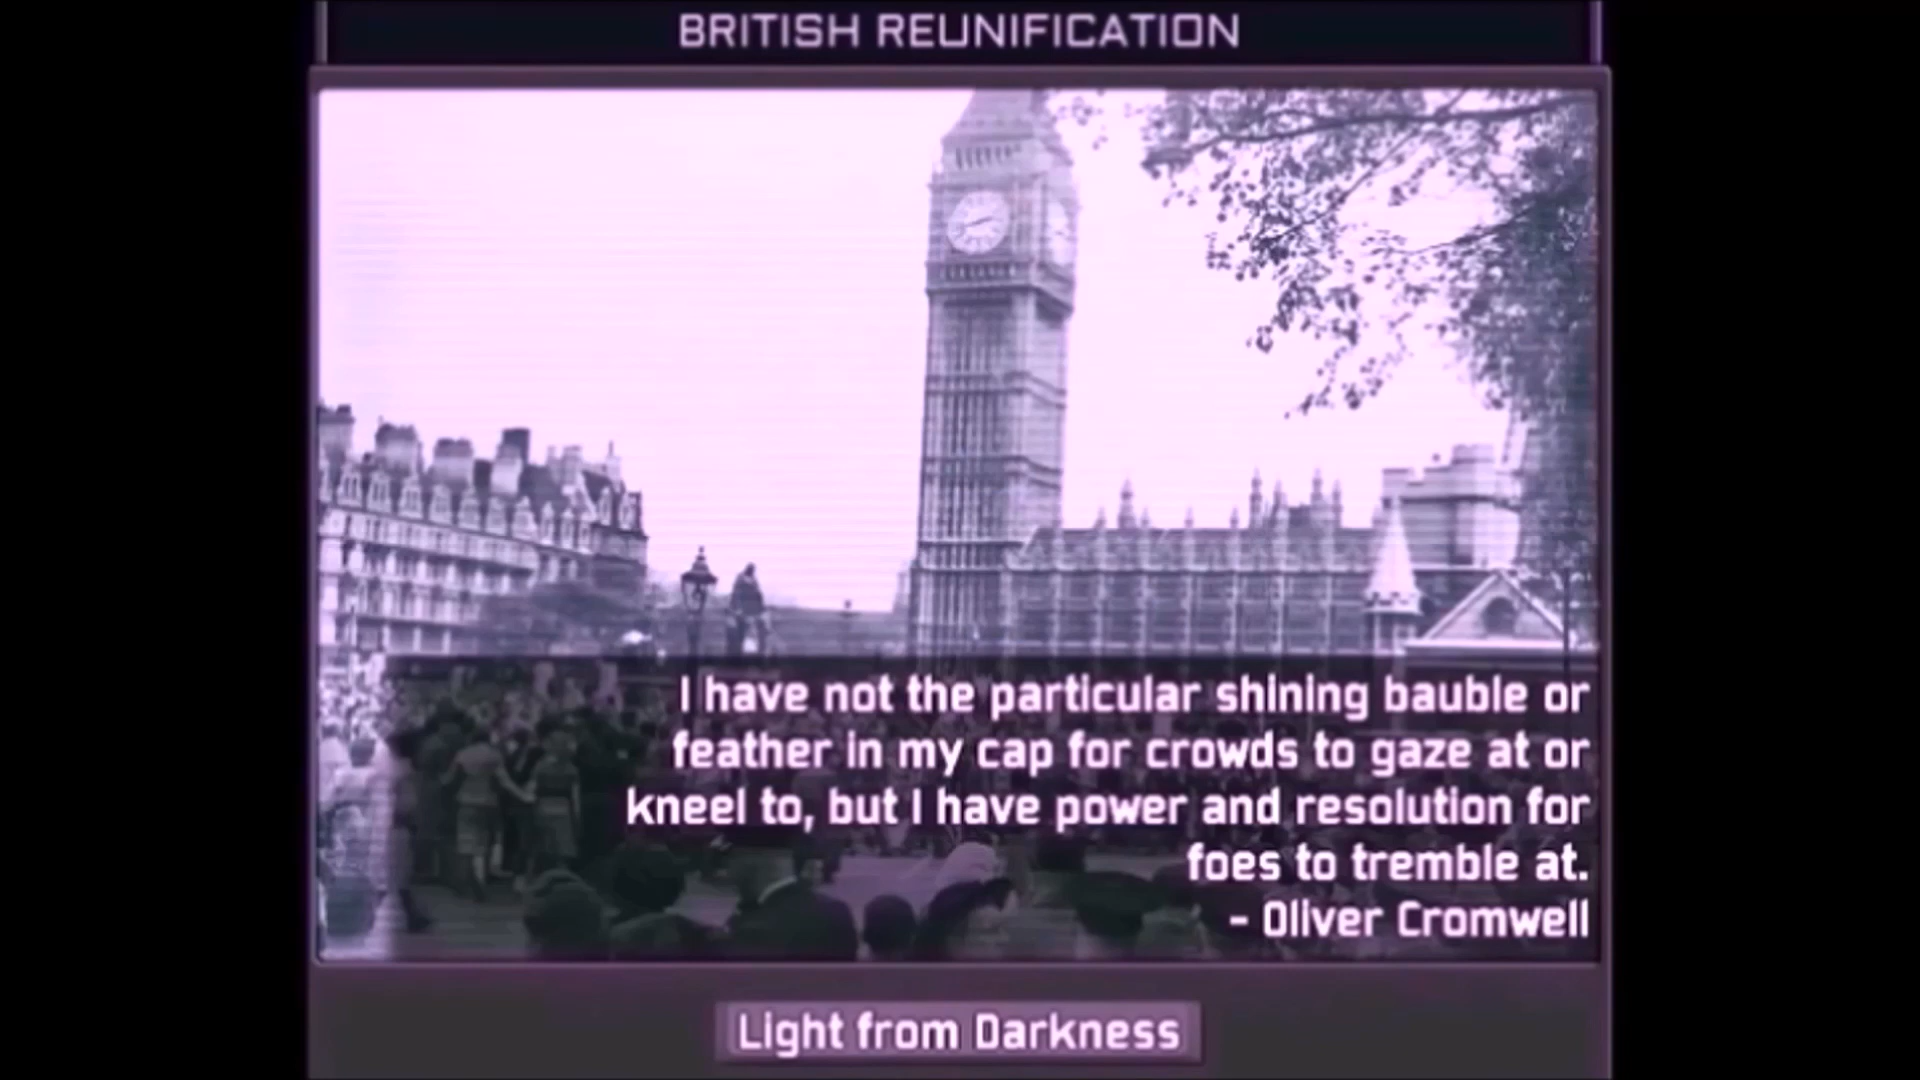 BRITISH REUNIFICATION
I have not the particular shining bauble or
feather in my cap for crowds to gaze at or
kneel to, but I have power and resolution for
foes to tremble at.
- Oliver Cromwell
Light from Darkness